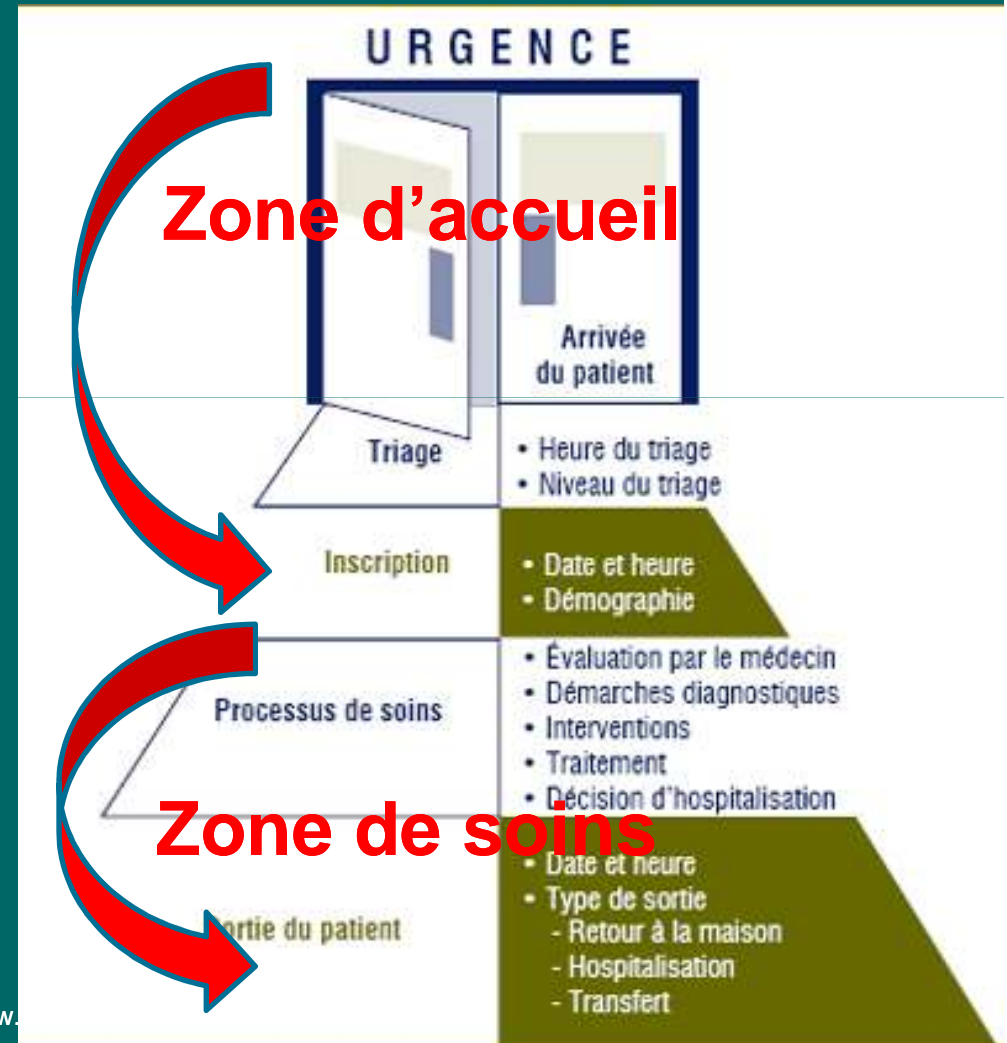 URGENCE
Zone d’accueil
Arrivée
du patient
Triage
• Heure du triage
• Niveau du triage
Inscription
• Date et heure
• Démographie
Processus de soins
• Évaluation par le médecin
• Démarches diagnostiques
• Interventions
• Traitement
• Décision d’hospitalisation
Zone de soins
• Date et heure
• Type de sortie
- Retour à la maison
- Hospitalisation
- Transfert
Sortie du patient
w.